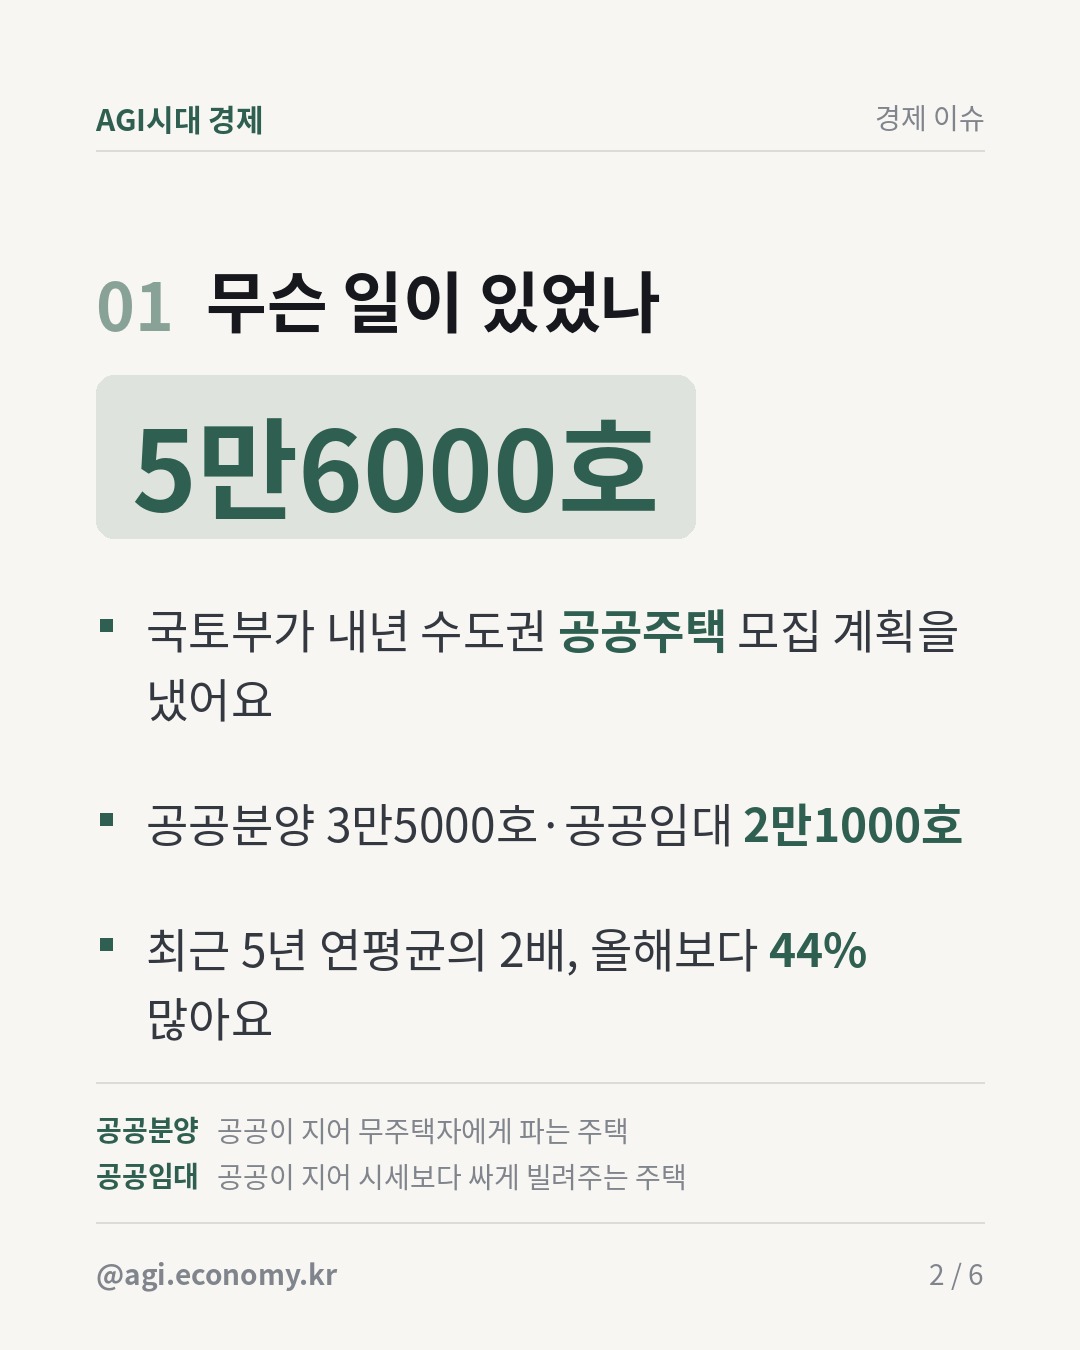 AGI시대 경제
경제 이슈
01 무슨 일이 있었나
5만6000호
국토부가 내년 수도권 공공주택 모집 계획을
냈어요
공공분양 3만5000호·공공임대 2만1000호
최근 5년 연평균의 2배, 올해보다 44%
많아요
공공분양 공공이 지어 무주택자에게 파는 주택
공공임대 공공이 지어 시세보다 싸게 빌려주는 주택
@agi.economy.kr
2 / 6